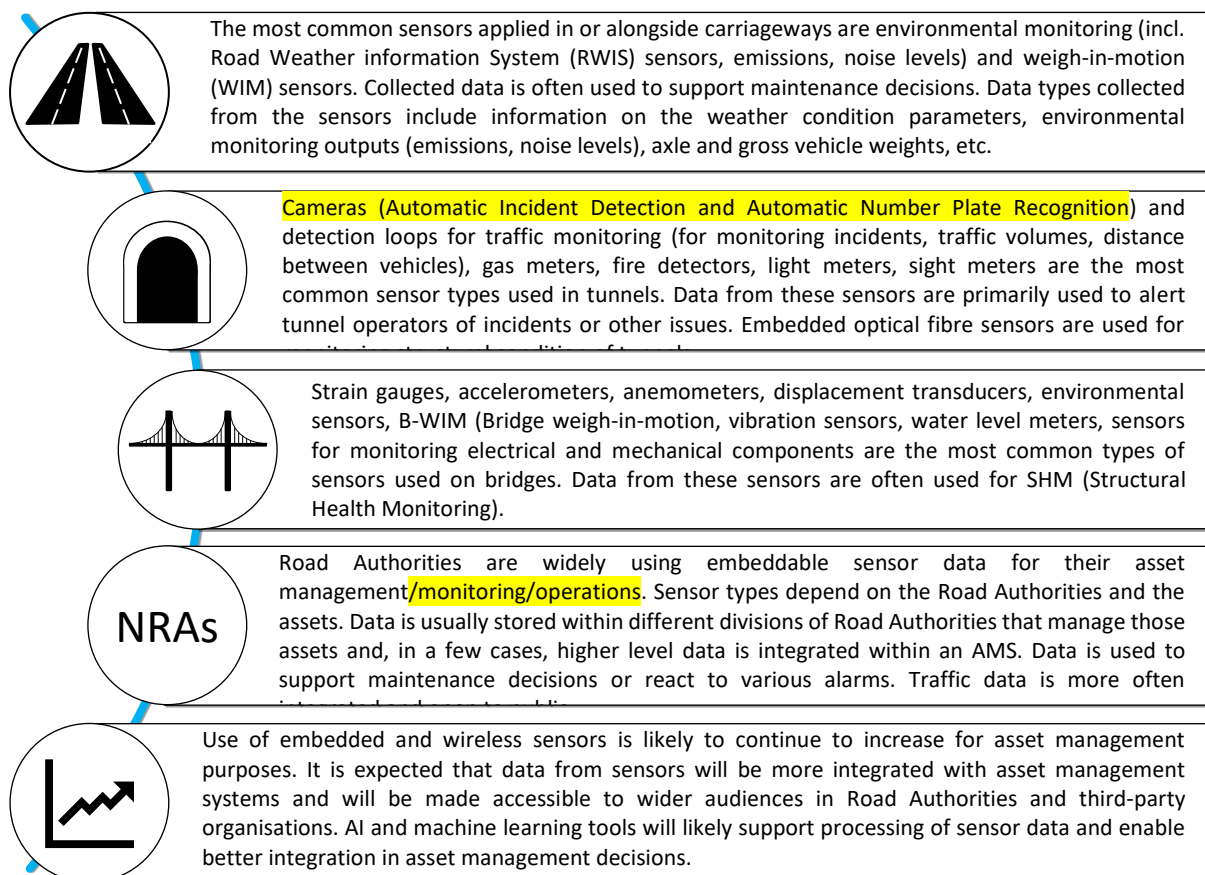 The most common sensors applied in or alongside carriageways are environmental monitoring (incl.
Road Weather information System (RWIS) sensors, emissions, noise levels) and weigh-in-motion
(WIM) sensors. Collected data is often used to support maintenance decisions. Data types collected
from the sensors include information on the weather condition parameters, environmental
monitoring outputs (emissions, noise levels), axle and gross vehicle weights, etc.
Cameras (Automatic Incident Detection and Automatic Number Plate Recognition) and
detection loops for traffic monitoring (for monitoring incidents, traffic volumes, distance
between vehicles), gas meters, fire detectors, light meters, sight meters are the most
common sensor types used in tunnels. Data from these sensors are primarily used to alert
tunnel operators of incidents or other issues. Embedded optical fibre sensors are used for
Strain gauges, accelerometers, anemometers, displacement transducers, environmental
sensors, B-WIM (Bridge weigh-in-motion, vibration sensors, water level meters, sensors
for monitoring electrical and mechanical components are the most common types of
sensors used on bridges. Data from these sensors are often used for SHM (Structural
Health Monitoring).
NRAs
Road Authorities are widely using embeddable sensor data for their asset
management/monitoring/operations. Sensor types depend on the Road Authorities and the
assets. Data is usually stored within different divisions of Road Authorities that manage those
assets and, in a few cases, higher level data is integrated within an AMS. Data is used to
support maintenance decisions or react to various alarms. Traffic data is more often
Use of embedded and wireless sensors is likely to continue to increase for asset management
purposes. It is expected that data from sensors will be more integrated with asset management
systems and will be made accessible to wider audiences in Road Authorities and third-party
organisations. AI and machine learning tools will likely support processing of sensor data and enable
better integration in asset management decisions.